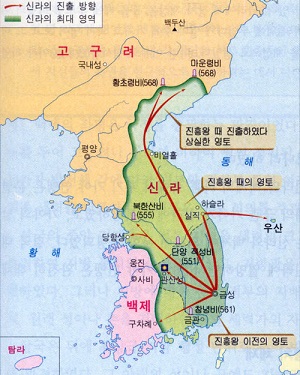 신라의 진출 방향
신라의 최대 영역
백두산
고구려
국내성
마운령비
(568)
황초령비(568)
진흥왕 때 진출하였다
상실한 영토
평양
비열홀
동해
신라
진흥왕 때의 영토
하슬라
북한산비
(555)
실직
우산
당항성
황해
단양 적성비
(551)
웅진
관산성
사비
백제
금성
창녕비(561)
구차례
금관
진흥왕 이전의 영토
탐라